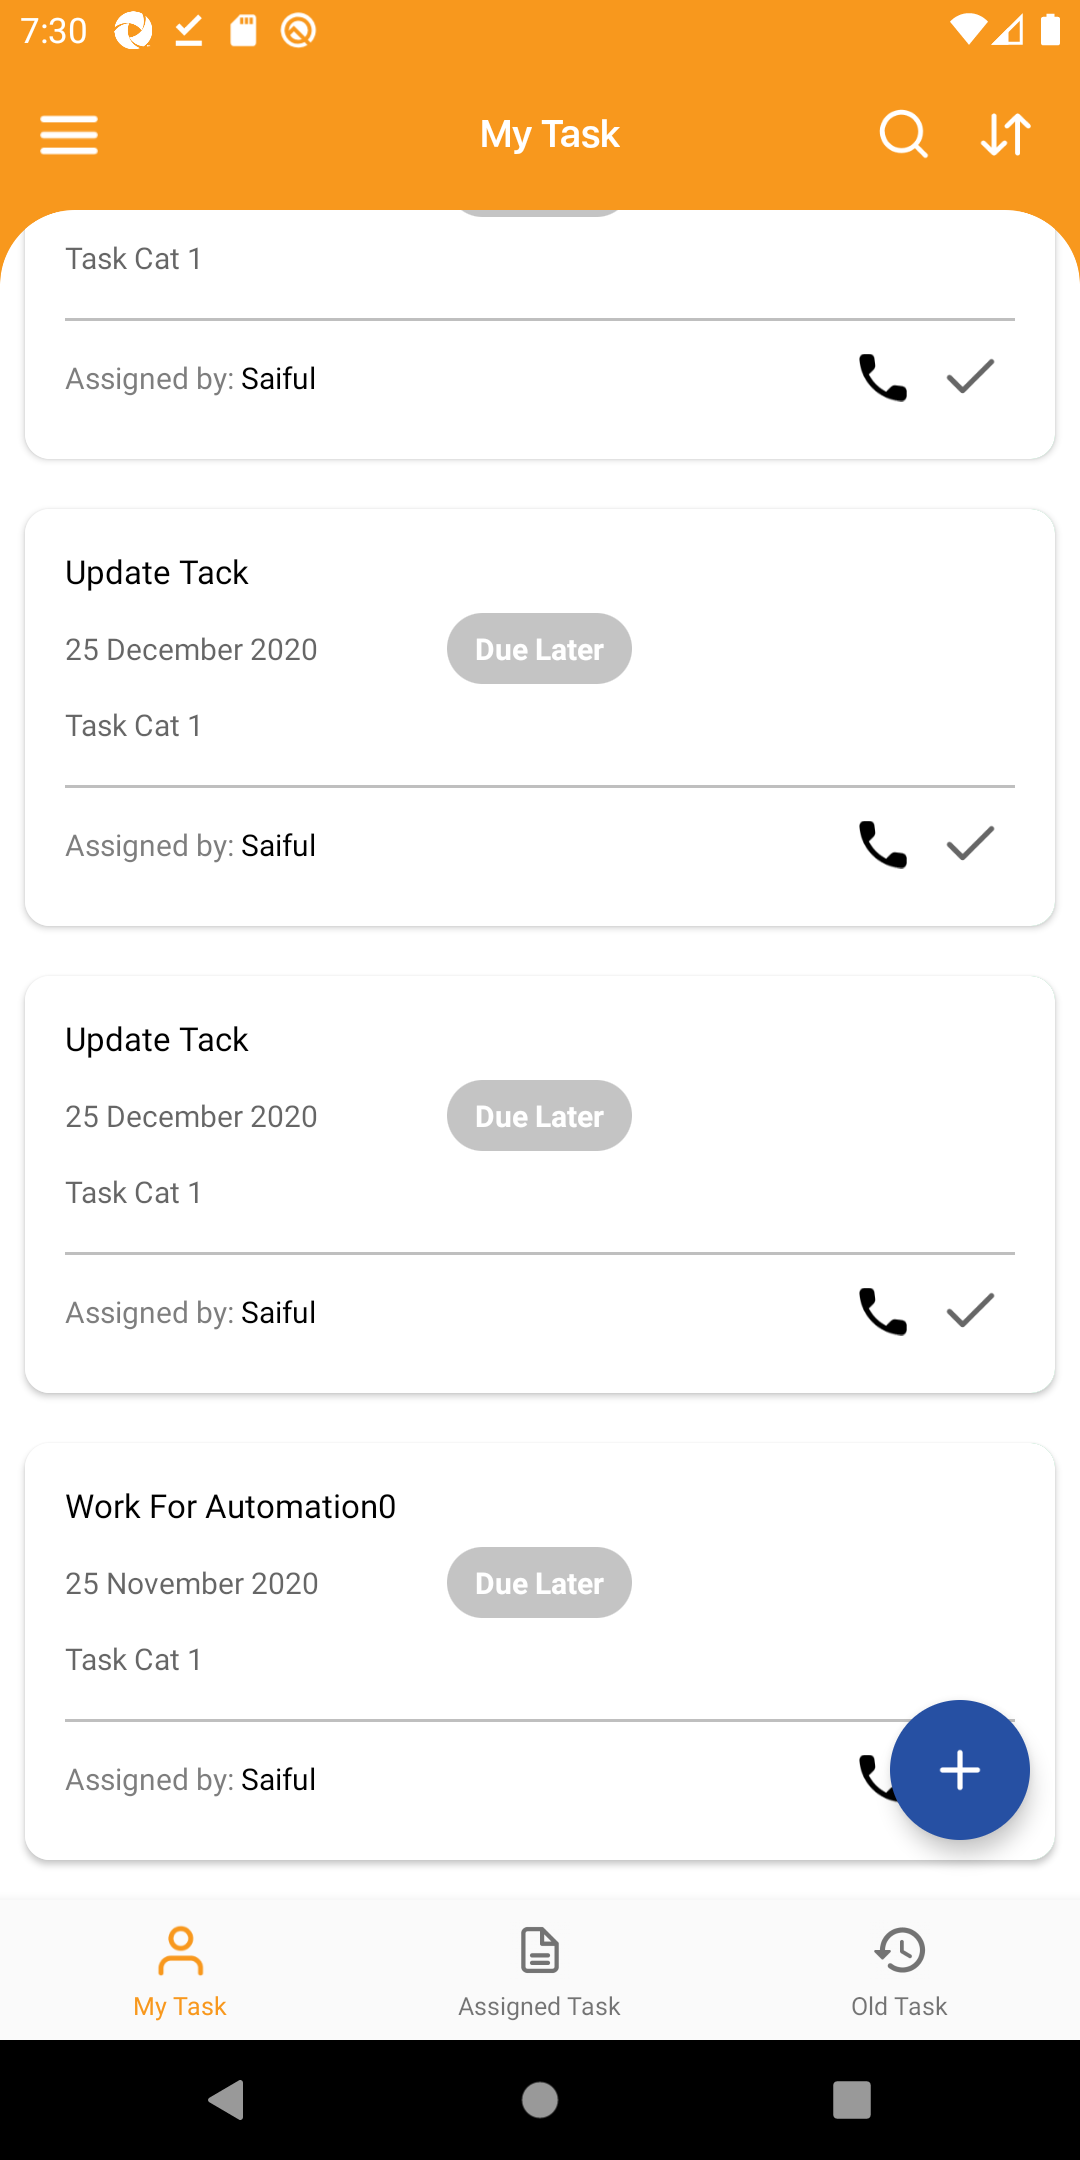 7:30
My Task
Task Cat 1
Assigned by: Saiful
Update Tack
25 December 2020 Due Later
Task Cat 1
Assigned by: Saiful
Update Tack
25 December 2020 Due Later
Task Cat 1
Assigned by: Saiful
Work For Automation0
25 November 2020 Due Later
Task Cat 1
Assigned by: Saiful
My Task Assigned Task Old Task